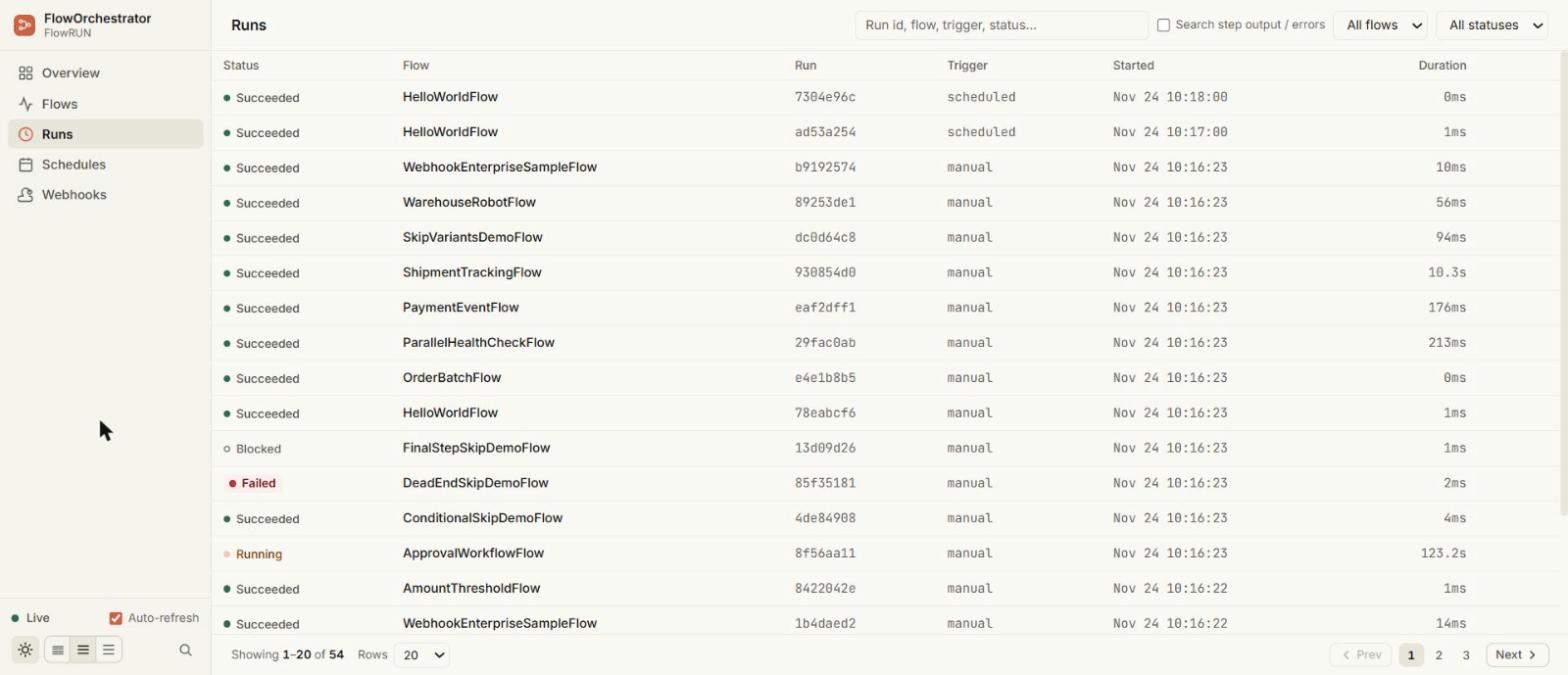 FlowOrchestrator
FlowRUN
Overview
Flows
Runs
Schedules
Webhooks
Live Auto-refresh
Runs Run id, flow, trigger, status... Search step output / errors All flows All statuses
Status Flow Run Trigger Started Duration
Succeeded HelloWorldFlow 7304e96c scheduled Nov 24 10:18:00 0ms
Succeeded HelloWorldFlow ad53a254 scheduled Nov 24 10:17:00 1ms
Succeeded WebhookEnterpriseSampleFlow b9192574 manual Nov 24 10:16:23 10ms
Succeeded WarehouseRobotFlow 89253de1 manual Nov 24 10:16:23 56ms
Succeeded SkipVariantsDemoFlow dc0d64c8 manual Nov 24 10:16:23 94ms
Succeeded ShipmentTrackingFlow 930854d0 manual Nov 24 10:16:23 10.3s
Succeeded PaymentEventFlow eaf2dff1 manual Nov 24 10:16:23 176ms
Succeeded ParallelHealthCheckFlow 29fac0ab manual Nov 24 10:16:23 213ms
Succeeded OrderBatchFlow e4e1b8b5 manual Nov 24 10:16:23 0ms
Succeeded HelloWorldFlow 78eabcf6 manual Nov 24 10:16:23 1ms
Blocked FinalStepSkipDemoFlow 13d09d26 manual Nov 24 10:16:23 1ms
Failed DeadEndSkipDemoFlow 85f35181 manual Nov 24 10:16:23 2ms
Succeeded ConditionalSkipDemoFlow 4de84908 manual Nov 24 10:16:23 4ms
Running ApprovalWorkflowFlow 8f56aa11 manual Nov 24 10:16:23 123.2s
Succeeded AmountThresholdFlow 8422042e manual Nov 24 10:16:22 1ms
Succeeded WebhookEnterpriseSampleFlow 1b4daed2 manual Nov 24 10:16:22 14ms
Showing 1–20 of 54 Rows 20 Prev 1 2 3 Next